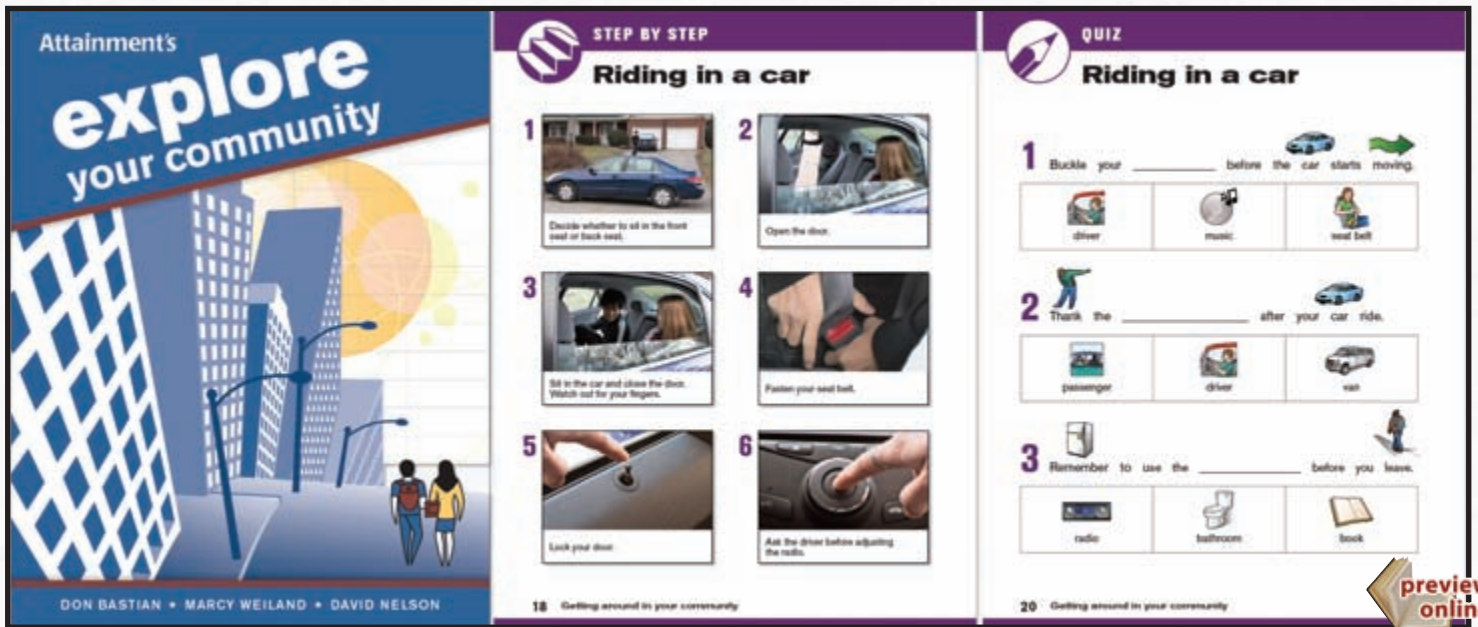 Attainment's
explore
your community
DON BASTIAN • MARCY WEILAND • DAVID NELSON
STEP BY STEP
Riding in a car
1
Decide whether to sit in the front
seat or back seat.
2
Open the door.
3
Sit in the car and close the door.
Watch out for your fingers.
4
Fasten your seat belt.
5
Lock your door.
6
Ask the driver before adjusting
the radio.
18 Getting around in your community
QUIZ
Riding in a car
1 Buckle your ____________ before the car starts moving.
driver music seat belt
2 Thank the ____________ after your car ride.
passenger driver van
3 Remember to use the ____________ before you leave.
radio bathroom book
20 Getting around in your community